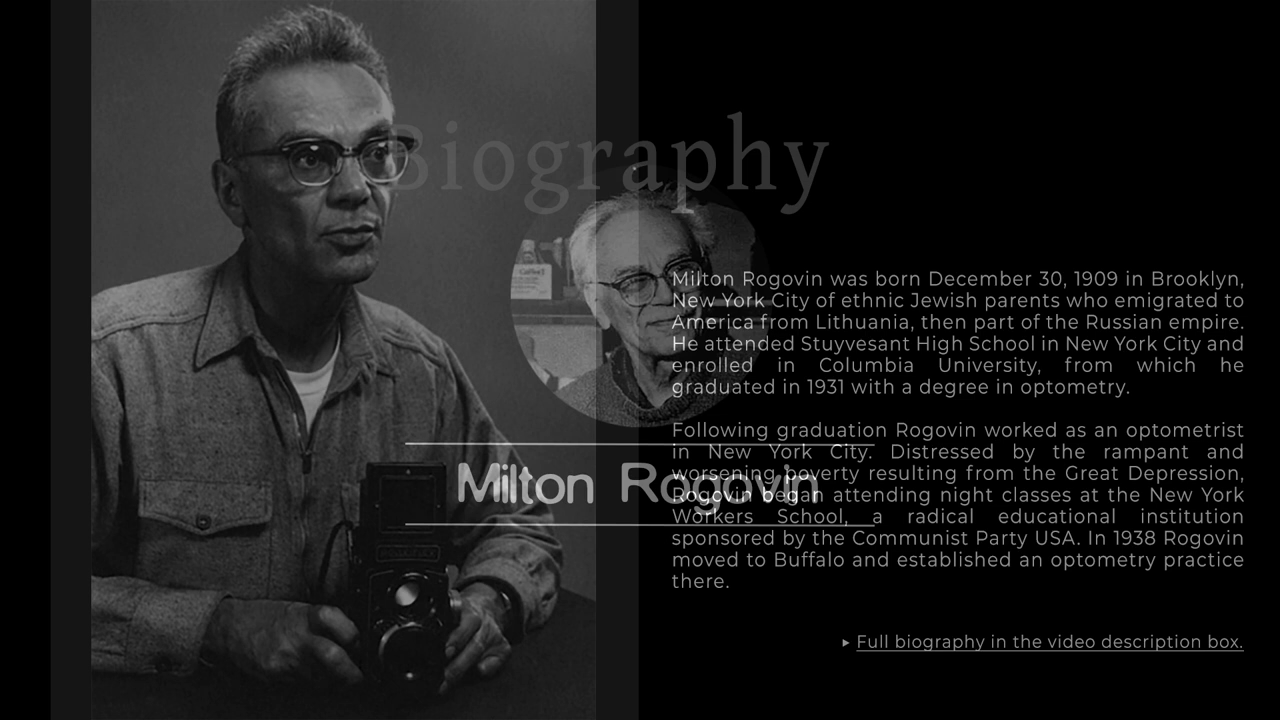 Biography
Milton Rogovin was born December 30, 1909 in Brooklyn,
New York City of ethnic Jewish parents who emigrated to
America from Lithuania, then part of the Russian empire.
He attended Stuyvesant High School in New York City and
enrolled in Columbia University, from which he
graduated in 1931 with a degree in optometry.
Following graduation Rogovin worked as an optometrist
in New York City. Distressed by the rampant and
worsening poverty resulting from the Great Depression,
Rogovin began attending night classes at the New York
Workers School, a radical educational institution
sponsored by the Communist Party USA. In 1938 Rogovin
moved to Buffalo and established an optometry practice
there.
Milton Rogovin
▸ Full biography in the video description box.